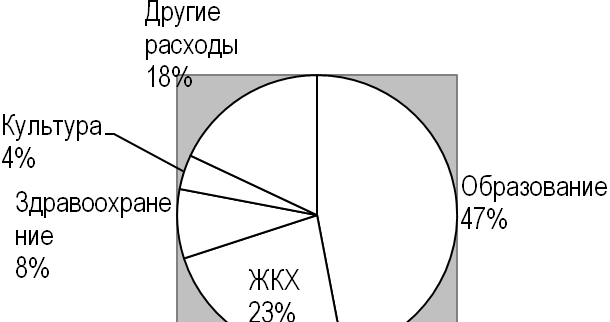 Другие
расходы
18%
Культура
4%
Здравоохране
ние
8%
Образование
47%
ЖКХ
23%